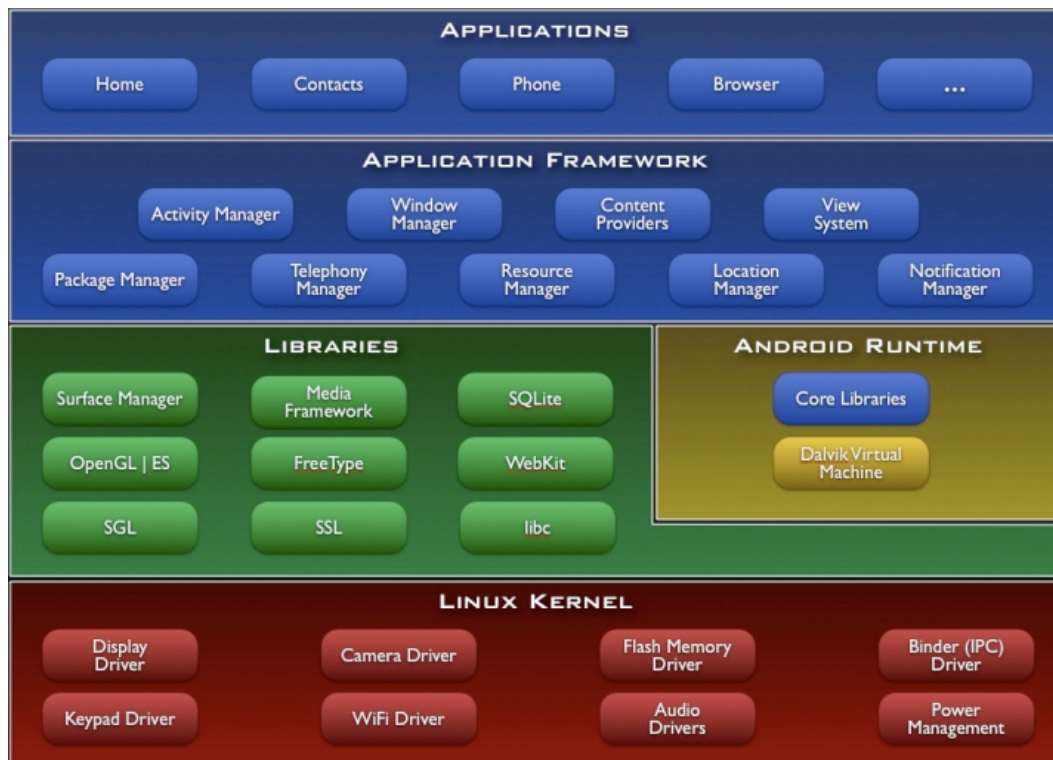 APPLICATIONS
Home
Contacts
Phone
Browser
...
APPLICATION FRAMEWORK
Activity Manager
Window
Manager
Content
Providers
View
System
Package Manager
Telephony
Manager
Resource
Manager
Location
Manager
Notification
Manager
LIBRARIES
Surface Manager
Media
Framework
SQLite
OpenGL | ES
FreeType
WebKit
SGL
SSL
libc
ANDROID RUNTIME
Core Libraries
Dalvik Virtual
Machine
LINUX KERNEL
Display
Driver
Camera Driver
Flash Memory
Driver
Binder (IPC)
Driver
Keypad Driver
WiFi Driver
Audio
Drivers
Power
Management